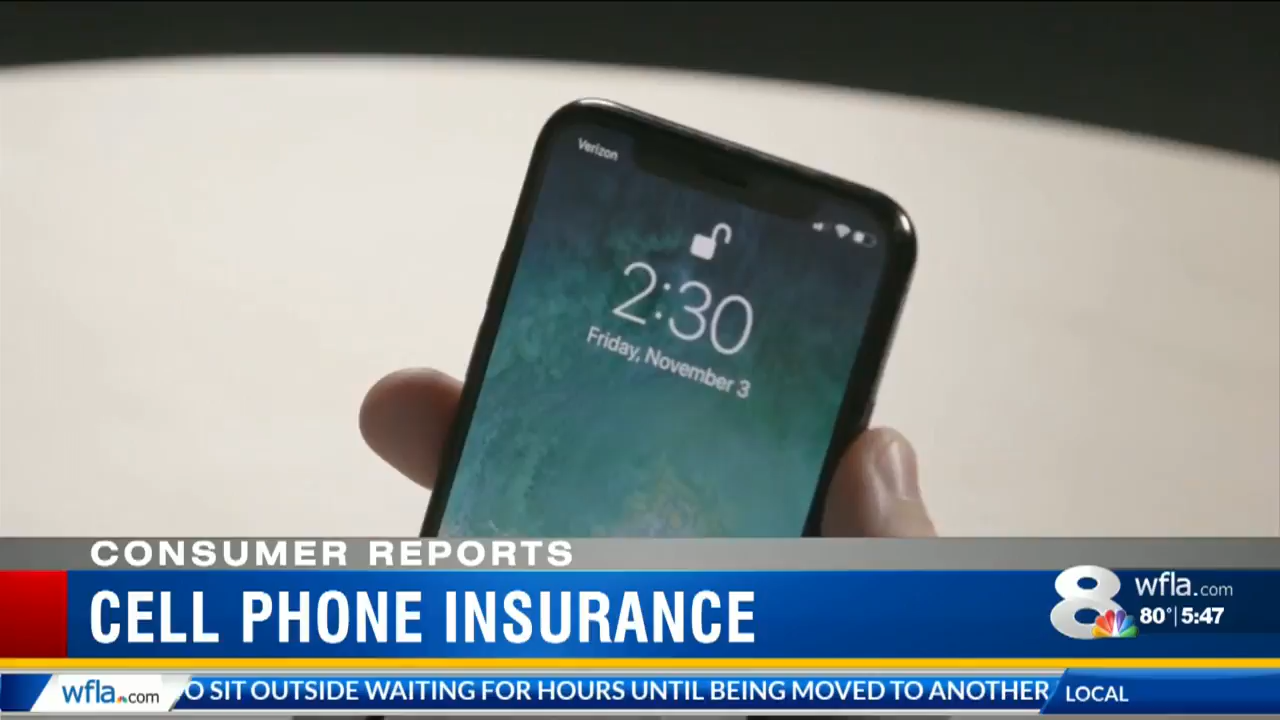 Verizon
2:30
Friday, November 3
CONSUMER REPORTS
CELL PHONE INSURANCE
8
wfla.com
80° | 5:47
wfla.com
O SIT OUTSIDE WAITING FOR HOURS UNTIL BEING MOVED TO ANOTHER
LOCAL